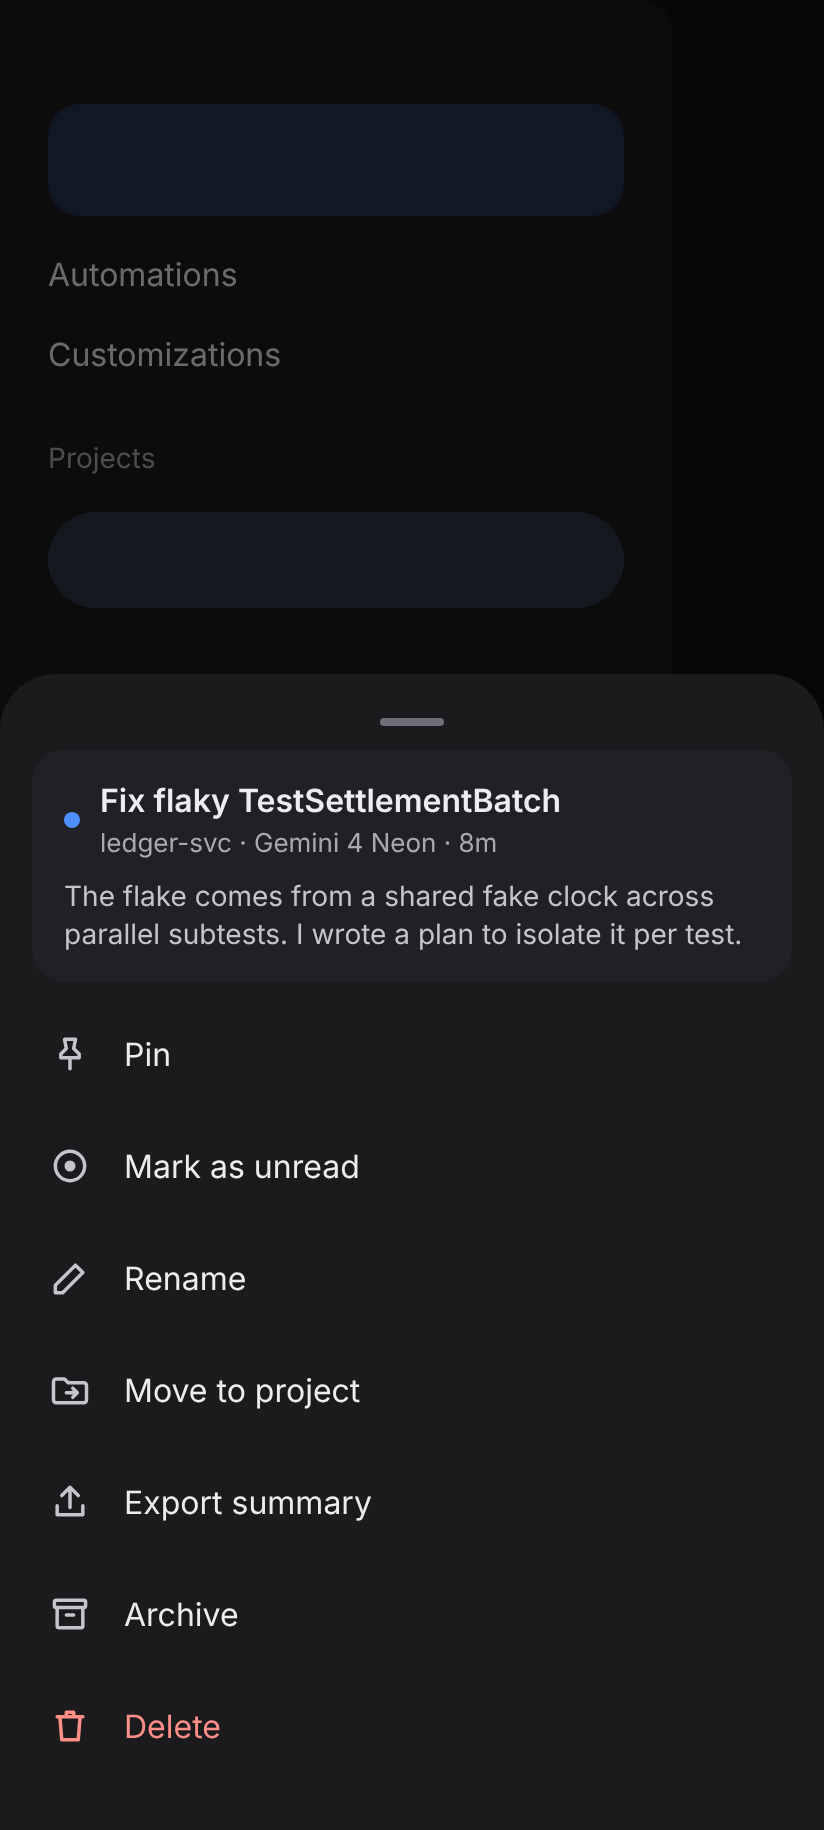 Automations
Customizations
Projects
Fix flaky TestSettlementBatch
ledger-svc · Gemini 4 Neon · 8m
The flake comes from a shared fake clock across
parallel subtests. I wrote a plan to isolate it per test.
Pin
Mark as unread
Rename
Move to project
Export summary
Archive
Delete